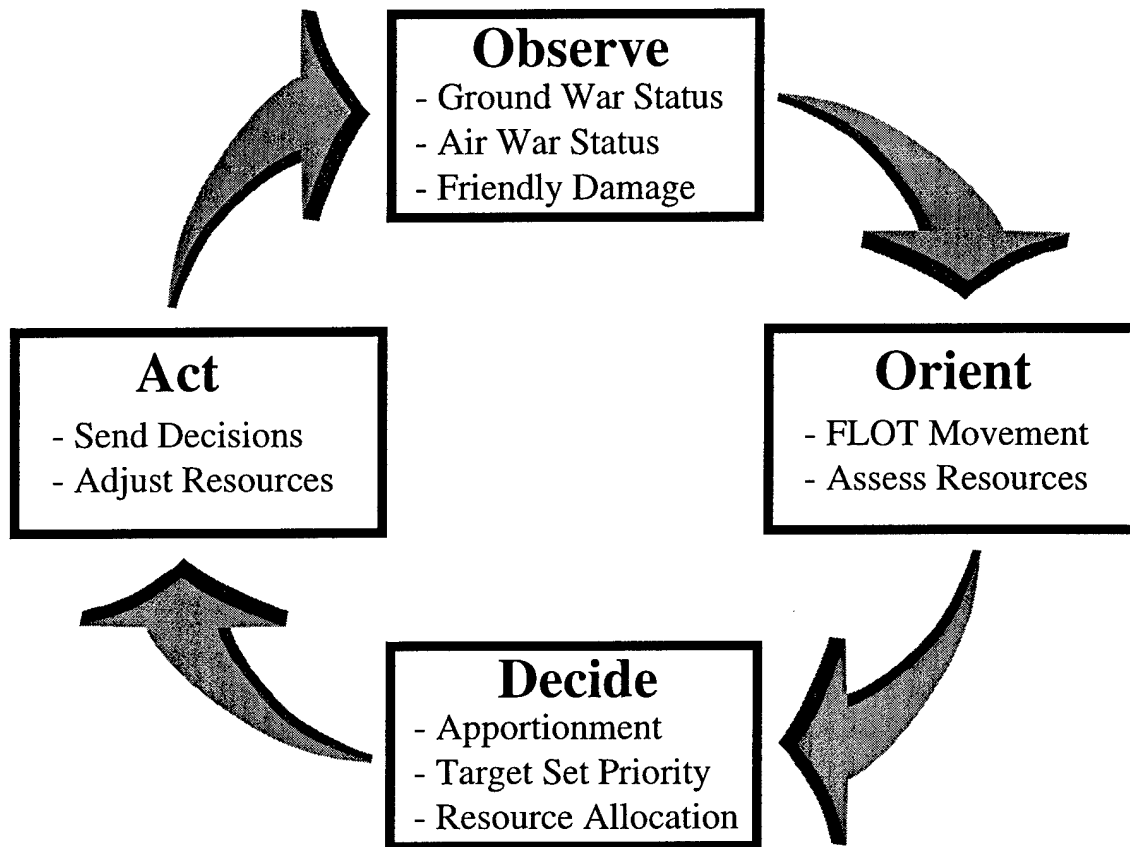 Observe
- Ground War Status
- Air War Status
- Friendly Damage
Orient
- FLOT Movement
- Assess Resources
Decide
- Apportionment
- Target Set Priority
- Resource Allocation
Act
- Send Decisions
- Adjust Resources